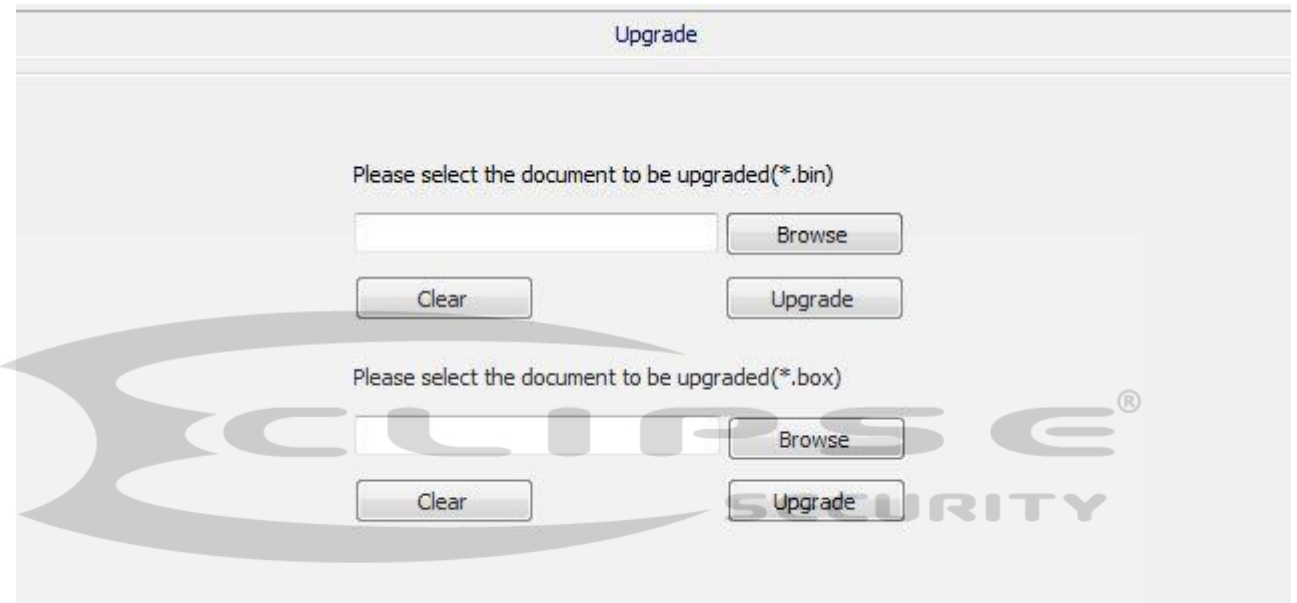 Upgrade
Please select the document to be upgraded(*.bin)
Browse
Clear Upgrade
Please select the document to be upgraded(*.box)
Browse
Clear Upgrade
ECLIPSE®
SECURITY